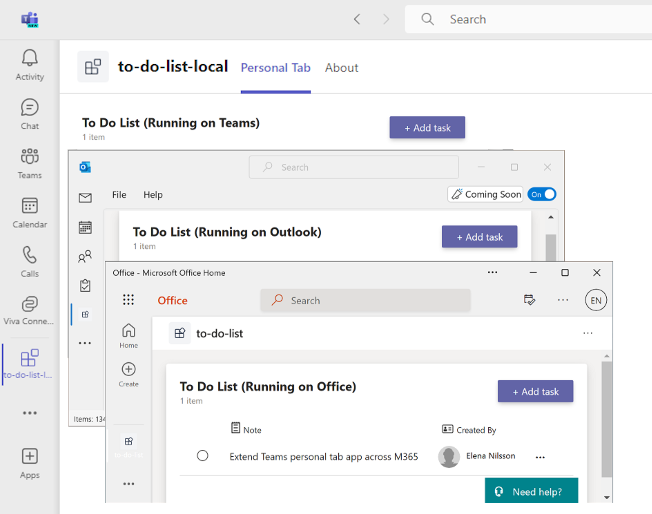 Search
NEW
to-do-list-local
Personal Tab
About
Activity
Chat
Teams
Calendar
Calls
Viva Conne...
to-do-list-l...
Apps
To Do List (Running on Teams)
1 item
+ Add task
Search
File
Help
Coming Soon
On
To Do List (Running on Outlook)
1 item
+ Add task
Items: 134
Office - Microsoft Office Home
Office
Search
EN
Home
Create
to-do-list
To Do List (Running on Office)
1 item
+ Add task
Note
Created By
Extend Teams personal tab app across M365
Elena Nilsson
Need help?